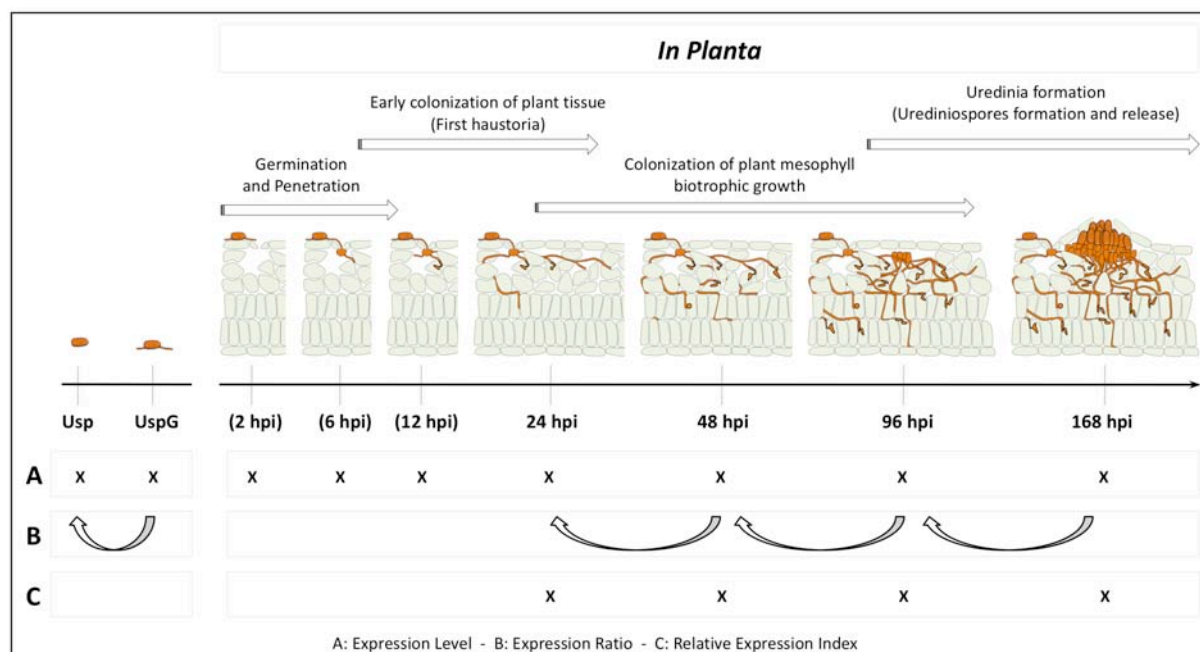 In Planta
Early colonization of plant tissue
(First haustoria)
Uredinia formation
(Urediniospores formation and release)
Germination
and Penetration
Colonization of plant mesophyll
biotrophic growth
Usp UspG (2 hpi) (6 hpi) (12 hpi) 24 hpi 48 hpi 96 hpi 168 hpi
A X X X X X X X X X
B
C X X X X
A: Expression Level - B: Expression Ratio - C: Relative Expression Index